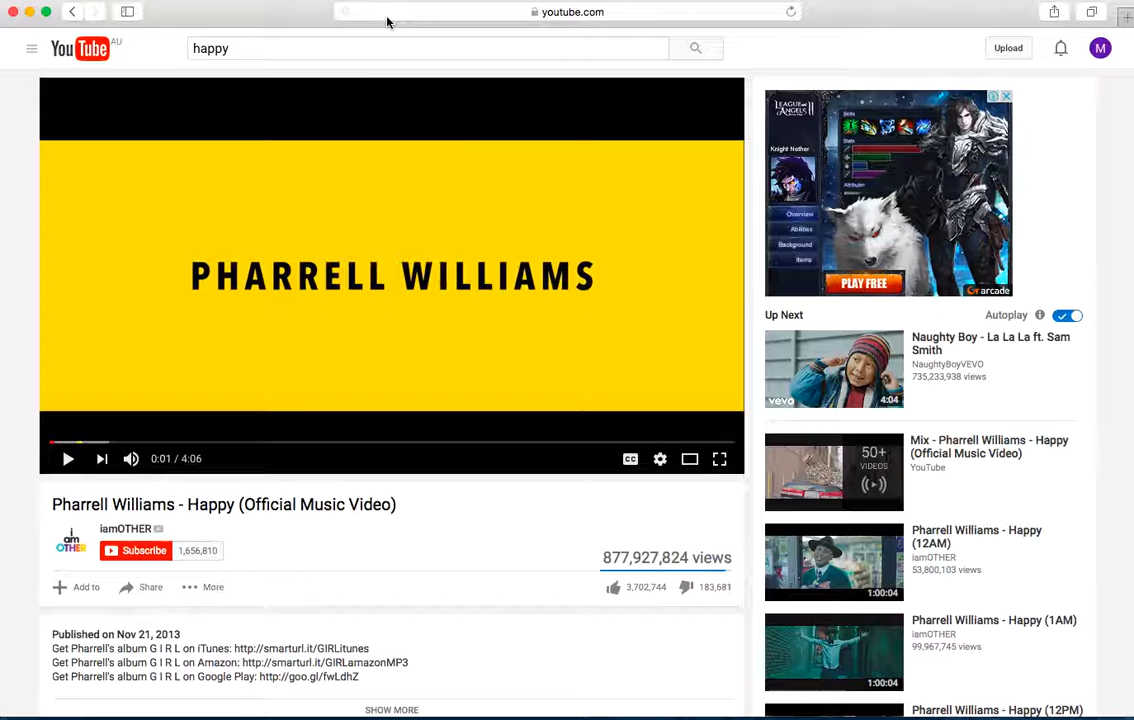 youtube.com
YouTube AU
happy
Upload
M
PHARRELL WILLIAMS
0:01 / 4:06
CC
Pharrell Williams - Happy (Official Music Video)
i am OTHER
iamOTHER
Subscribe 1,656,810
877,927,824 views
Add to Share More
3,702,744 183,681
Published on Nov 21, 2013
Get Pharrell's album G I R L on iTunes: http://smarturl.it/GIRLitunes
Get Pharrell's album G I R L on Amazon: http://smarturl.it/GIRLamazonMP3
Get Pharrell's album G I R L on Google Play: http://goo.gl/fwLdhZ
SHOW MORE
LEAGUE OF ANGELS II
Skills
Stats
Knight Nother
Attributer
Overview
Abilities
Background
Items
PLAY FREE
arcade
Up Next
Autoplay
Naughty Boy - La La La ft. Sam
Smith
NaughtyBoyVEVO
735,233,938 views
vevo
4:04
Mix - Pharrell Williams - Happy
(Official Music Video)
YouTube
50+
VIDEOS
Pharrell Williams - Happy
(12AM)
iamOTHER
53,800,103 views
1:00:04
Pharrell Williams - Happy (1AM)
iamOTHER
99,967,745 views
1:00:04
Pharrell Williams - Happy (12PM)